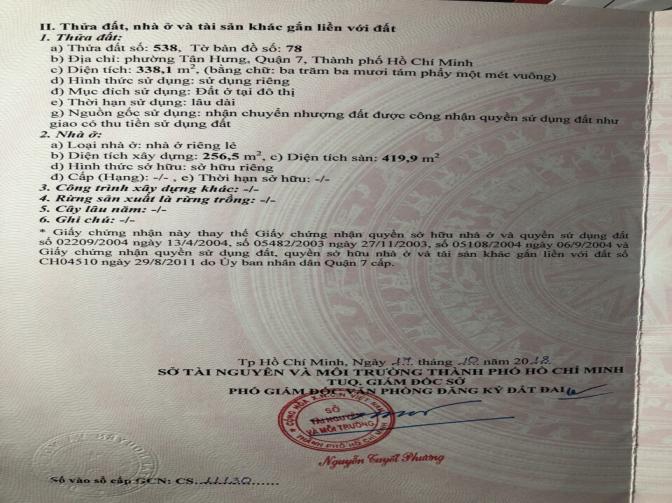 II. Thửa đất, nhà ở và tài sản khác gắn liền với đất
1. Thửa đất:
a) Thửa đất số: 538, Tờ bản đồ số: 78
b) Địa chỉ: phường Tân Hưng, Quận 7, Thành phố Hồ Chí Minh
c) Diện tích: 338,1 m², (bằng chữ: ba trăm ba mươi tám phẩy một mét vuông)
d) Hình thức sử dụng: sử dụng riêng
đ) Mục đích sử dụng: Đất ở tại đô thị
e) Thời hạn sử dụng: lâu dài
g) Nguồn gốc sử dụng: nhận chuyển nhượng đất được công nhận quyền sử dụng đất như
giao có thu tiền sử dụng đất
2. Nhà ở:
a) Loại nhà ở: nhà ở riêng lẻ
b) Diện tích xây dựng: 256,5 m², c) Diện tích sàn: 419,9 m²
d) Hình thức sở hữu: sở hữu riêng
đ) Cấp (Hạng): -/- , e) Thời hạn sở hữu: -/-
3. Công trình xây dựng khác: -/-
4. Rừng sản xuất là rừng trồng: -/-
5. Cây lâu năm: -/-
6. Ghi chú: -/-
* Giấy chứng nhận này thay thế Giấy chứng nhận quyền sở hữu nhà ở và quyền sử dụng đất
số 02209/2004 ngày 13/4/2004, số 05482/2003 ngày 27/11/2003, số 05108/2004 ngày 06/9/2004 và
Giấy chứng nhận quyền sử dụng đất, quyền sở hữu nhà ở và tài sản khác gắn liền với đất số
CH04510 ngày 29/8/2011 do Ủy ban nhân dân Quận 7 cấp.
Tp Hồ Chí Minh, Ngày 17 tháng 10 năm 2018
SỞ TÀI NGUYÊN VÀ MÔI TRƯỜNG THÀNH PHỐ HỒ CHÍ MINH
TUQ. GIÁM ĐỐC SỞ
PHÓ GIÁM ĐỐC VĂN PHÒNG ĐĂNG KÝ ĐẤT ĐAI
CỘNG HÒA X.H.C.N VIỆT NAM
SỞ
TÀI NGUYÊN
VÀ MÔI TRƯỜNG
THÀNH PHỐ HỒ CHÍ MINH
Nguyễn Tuyết Phương
Số vào sổ cấp GCN: CS 11130